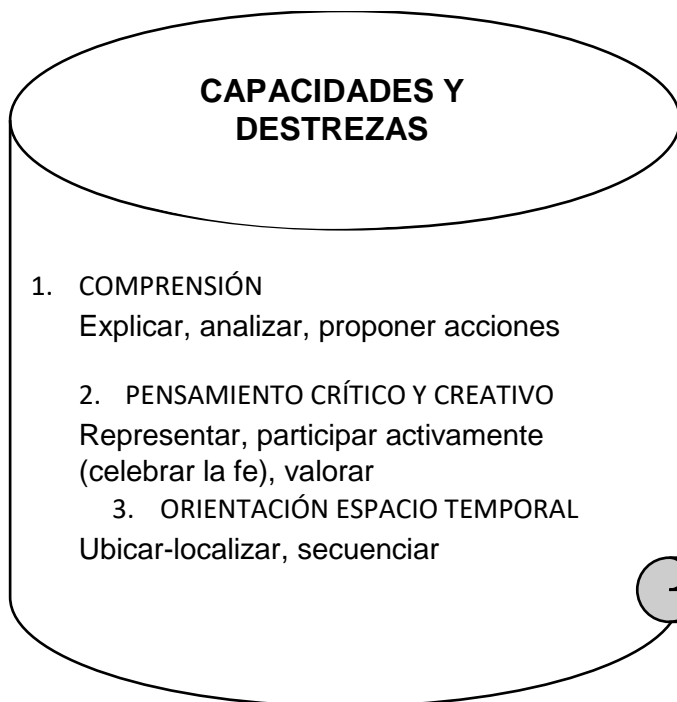 CAPACIDADES Y
DESTREZAS
1. COMPRENSIÓN
Explicar, analizar, proponer acciones
2. PENSAMIENTO CRÍTICO Y CREATIVO
Representar, participar activamente
(celebrar la fe), valorar
3. ORIENTACIÓN ESPACIO TEMPORAL
Ubicar-localizar, secuenciar